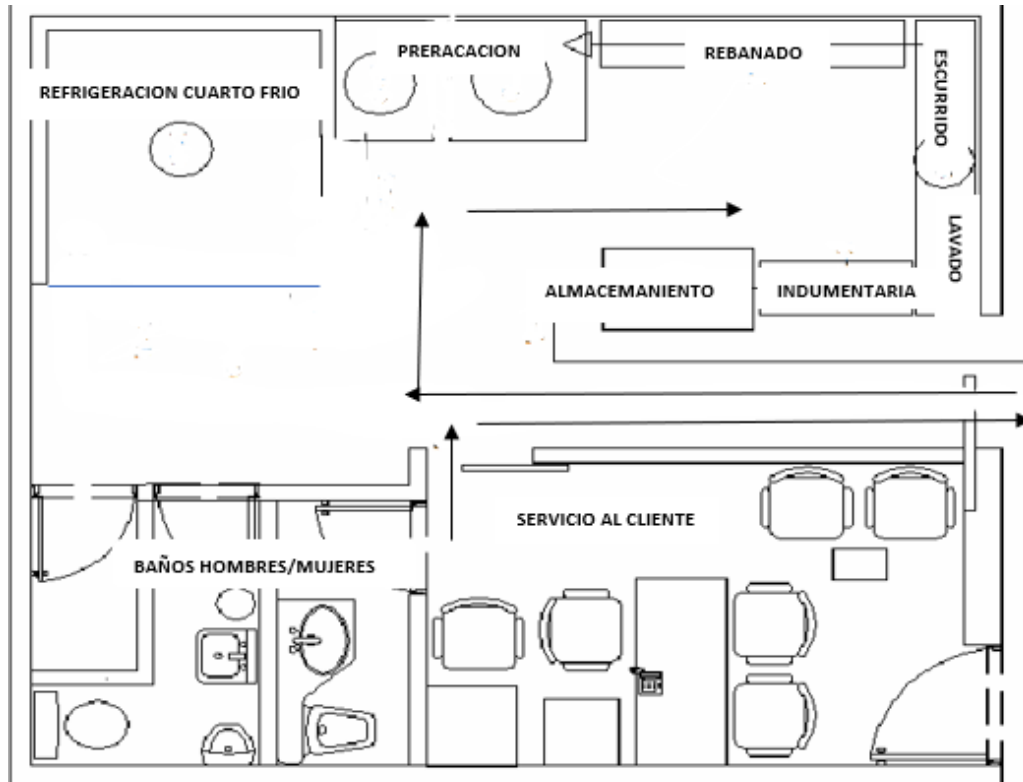 PRERACACION
REBANADO
ESCURRIDO
REFRIGERACION CUARTO FRIO
LAVADO
ALMACEMANIENTO
INDUMENTARIA
SERVICIO AL CLIENTE
BAÑOS HOMBRES/MUJERES